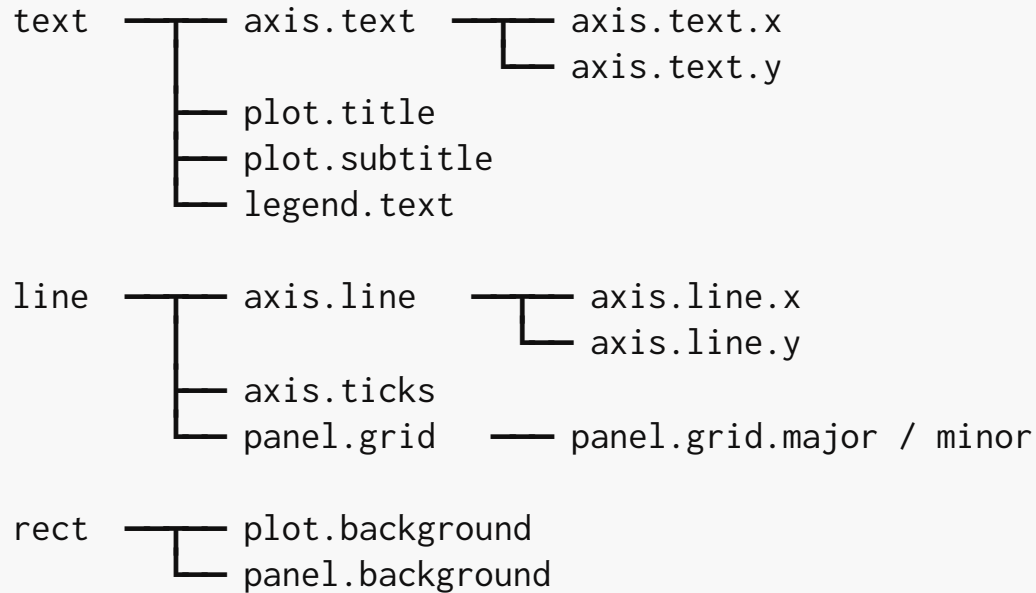 text axis.text axis.text.x
axis.text.y
plot.title
plot.subtitle
legend.text
line axis.line axis.line.x
axis.line.y
axis.ticks
panel.grid panel.grid.major / minor
rect plot.background
panel.background